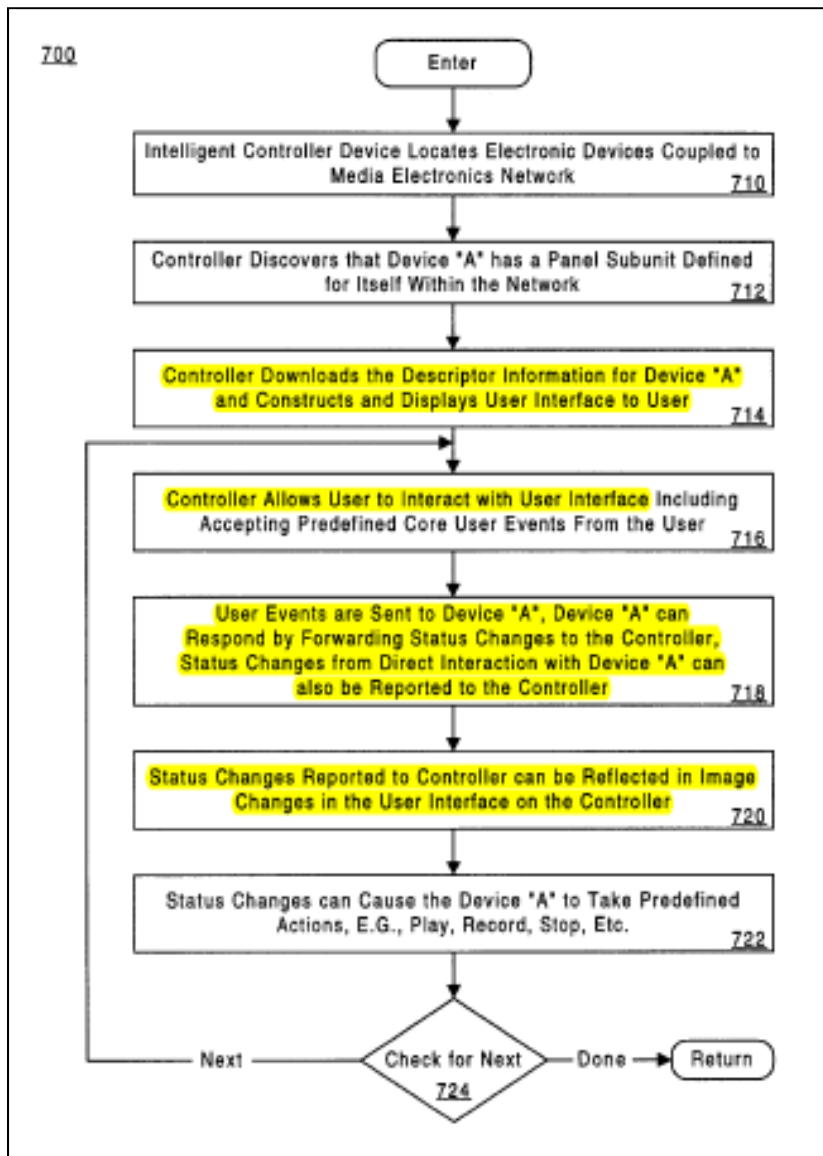 700
Enter
Intelligent Controller Device Locates Electronic Devices Coupled to
Media Electronics Network
710
Controller Discovers that Device "A" has a Panel Subunit Defined
for Itself Within the Network
712
Controller Downloads the Descriptor Information for Device "A"
and Constructs and Displays User Interface to User
714
Controller Allows User to Interact with User Interface Including
Accepting Predefined Core User Events From the User
716
User Events are Sent to Device "A", Device "A" can
Respond by Forwarding Status Changes to the Controller,
Status Changes from Direct Interaction with Device "A" can
also be Reported to the Controller
718
Status Changes Reported to Controller can be Reflected in Image
Changes in the User Interface on the Controller
720
Status Changes can Cause the Device "A" to Take Predefined
Actions, E.G., Play, Record, Stop, Etc.
722
Next
Check for Next
724
Done
Return